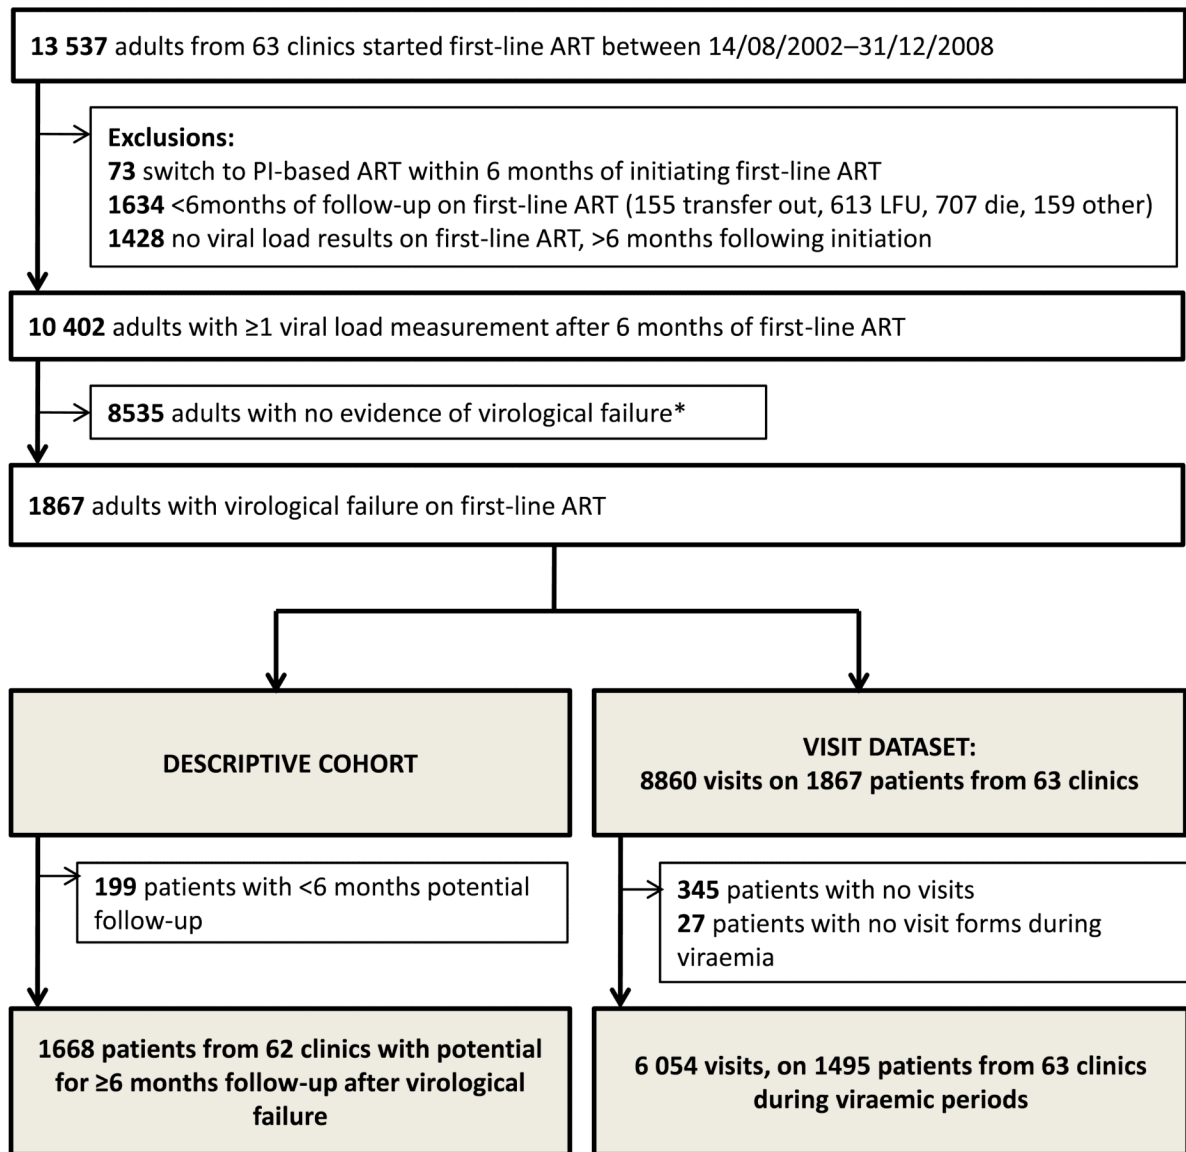 13 537 adults from 63 clinics started first-line ART between 14/08/2002–31/12/2008
Exclusions:
73 switch to PI-based ART within 6 months of initiating first-line ART
1634 <6months of follow-up on first-line ART (155 transfer out, 613 LFU, 707 die, 159 other)
1428 no viral load results on first-line ART, >6 months following initiation
10 402 adults with ≥1 viral load measurement after 6 months of first-line ART
8535 adults with no evidence of virological failure*
1867 adults with virological failure on first-line ART
DESCRIPTIVE COHORT
VISIT DATASET:
8860 visits on 1867 patients from 63 clinics
199 patients with <6 months potential
follow-up
345 patients with no visits
27 patients with no visit forms during
viraemia
1668 patients from 62 clinics with potential
for ≥6 months follow-up after virological
failure
6 054 visits, on 1495 patients from 63 clinics
during viraemic periods